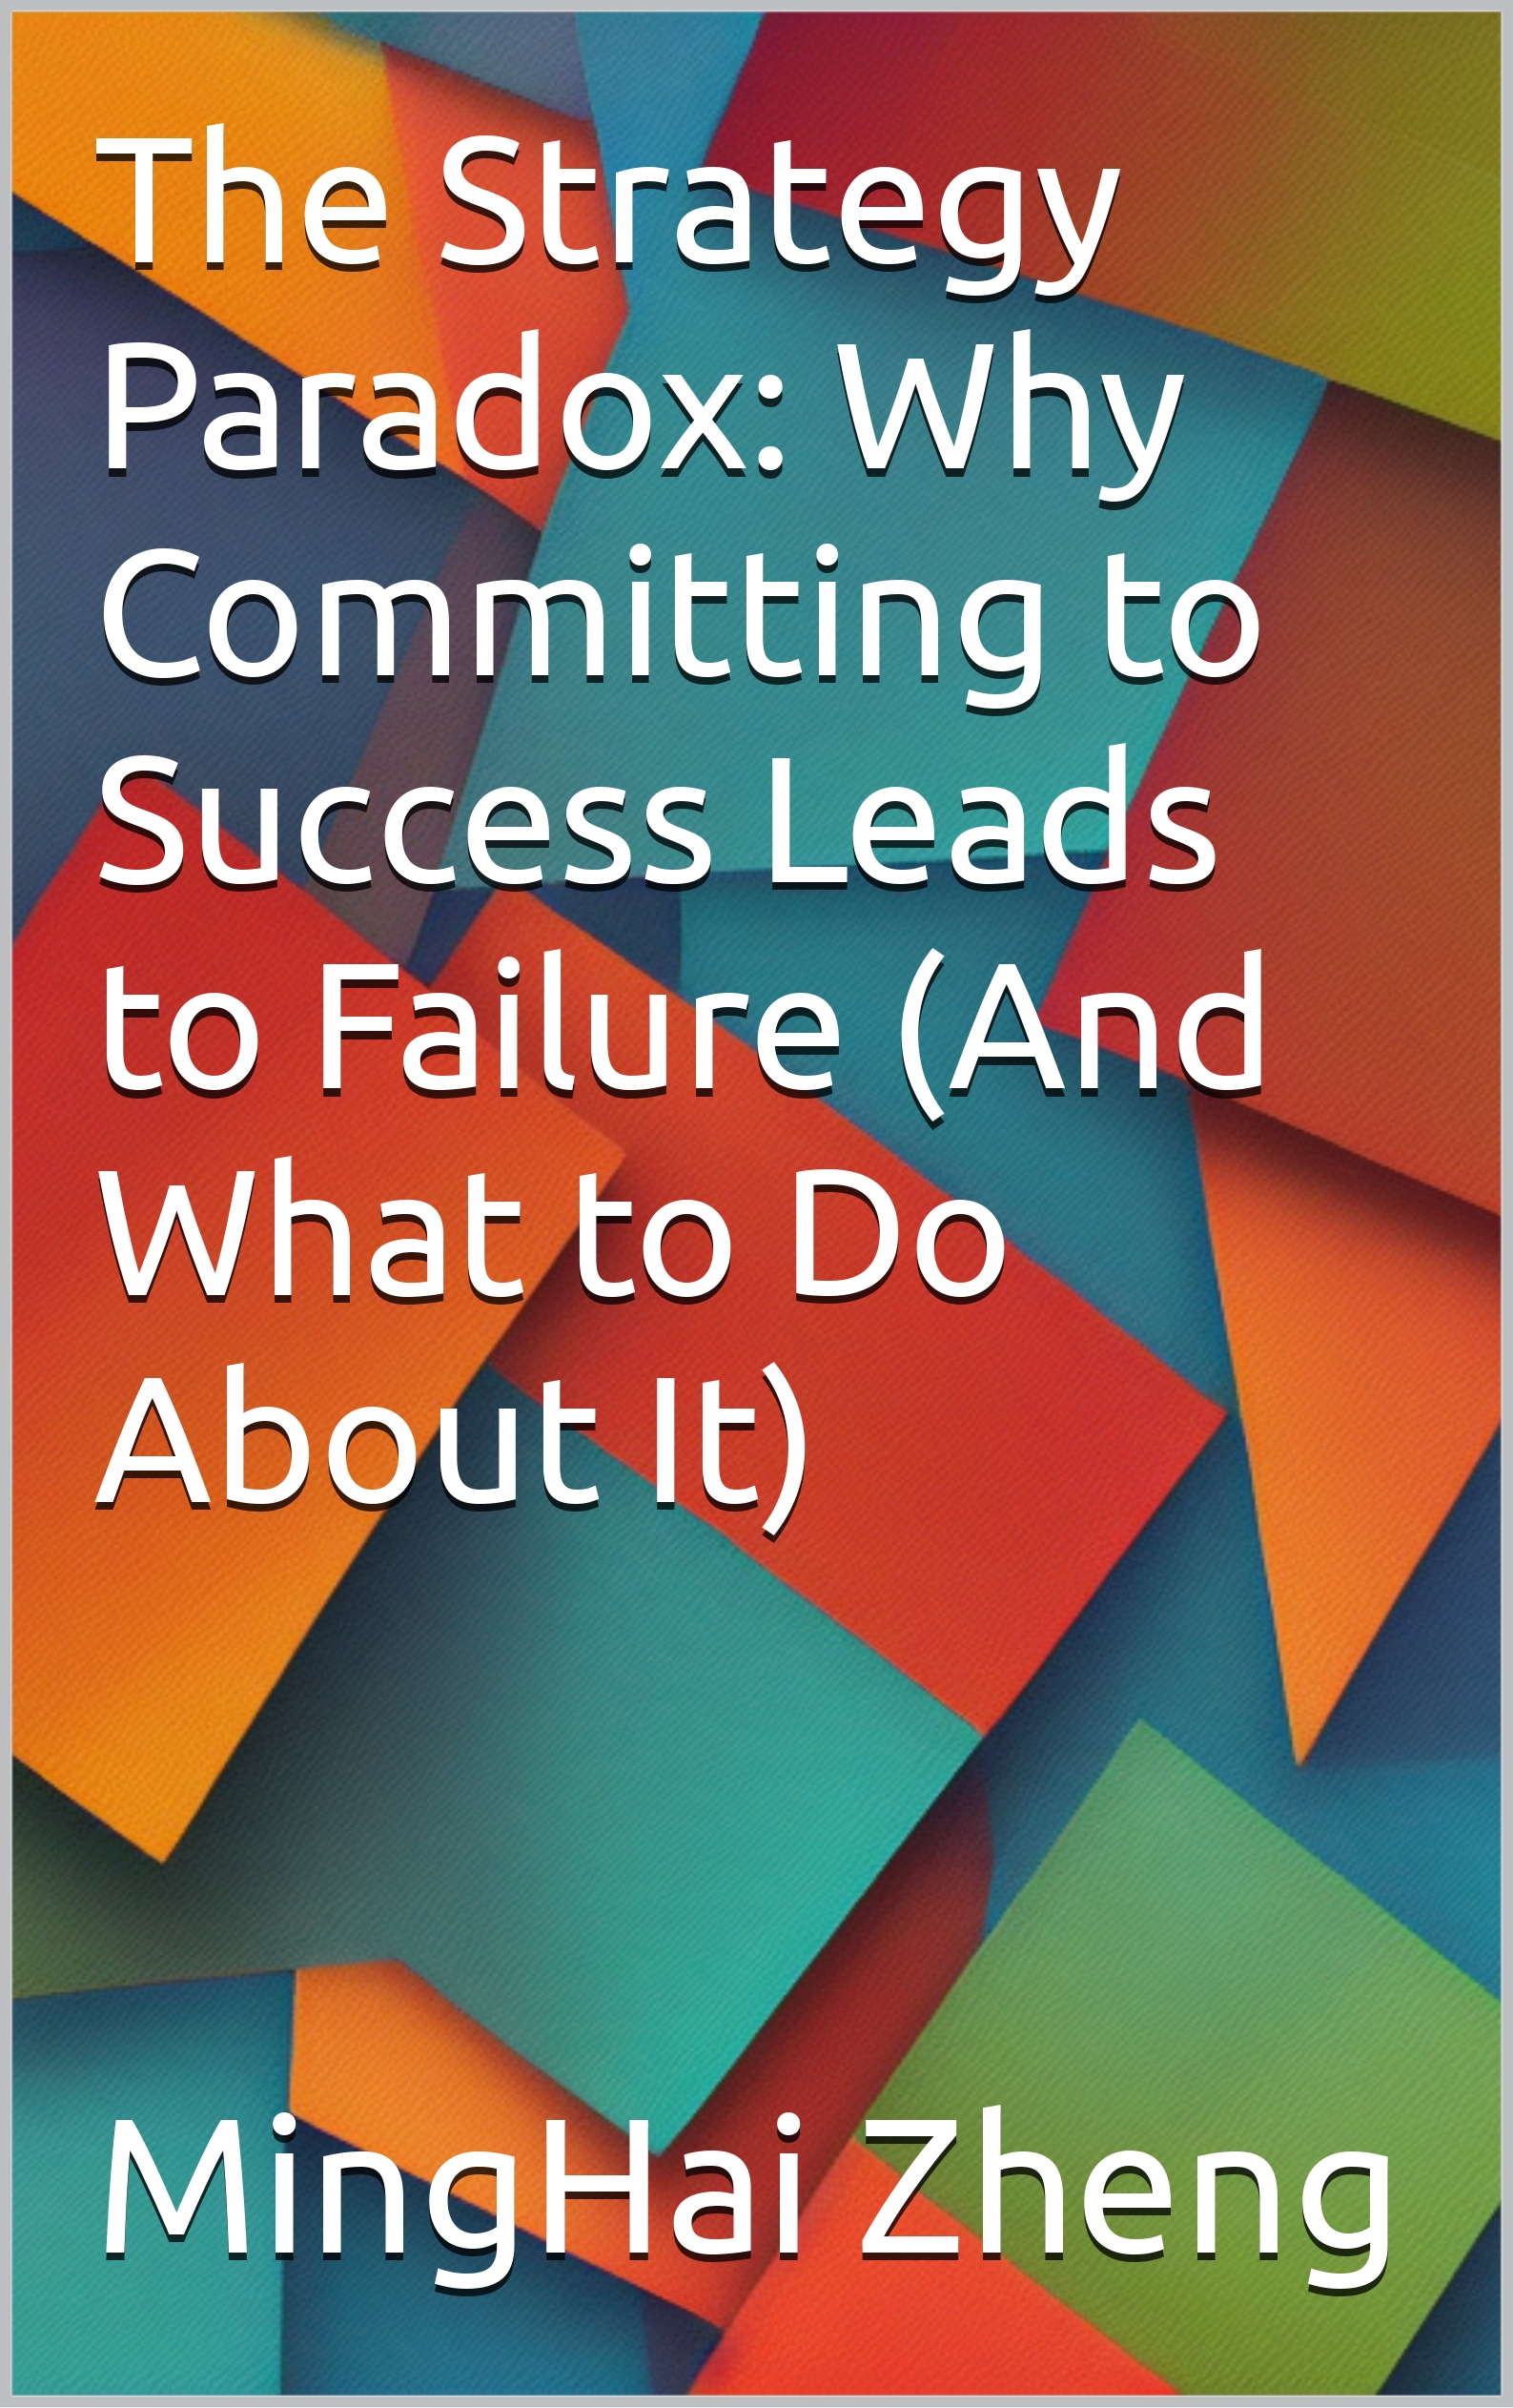 The Strategy
Paradox: Why
Committing to
Success Leads
to Failure (And
What to Do
About It)
MingHai Zheng